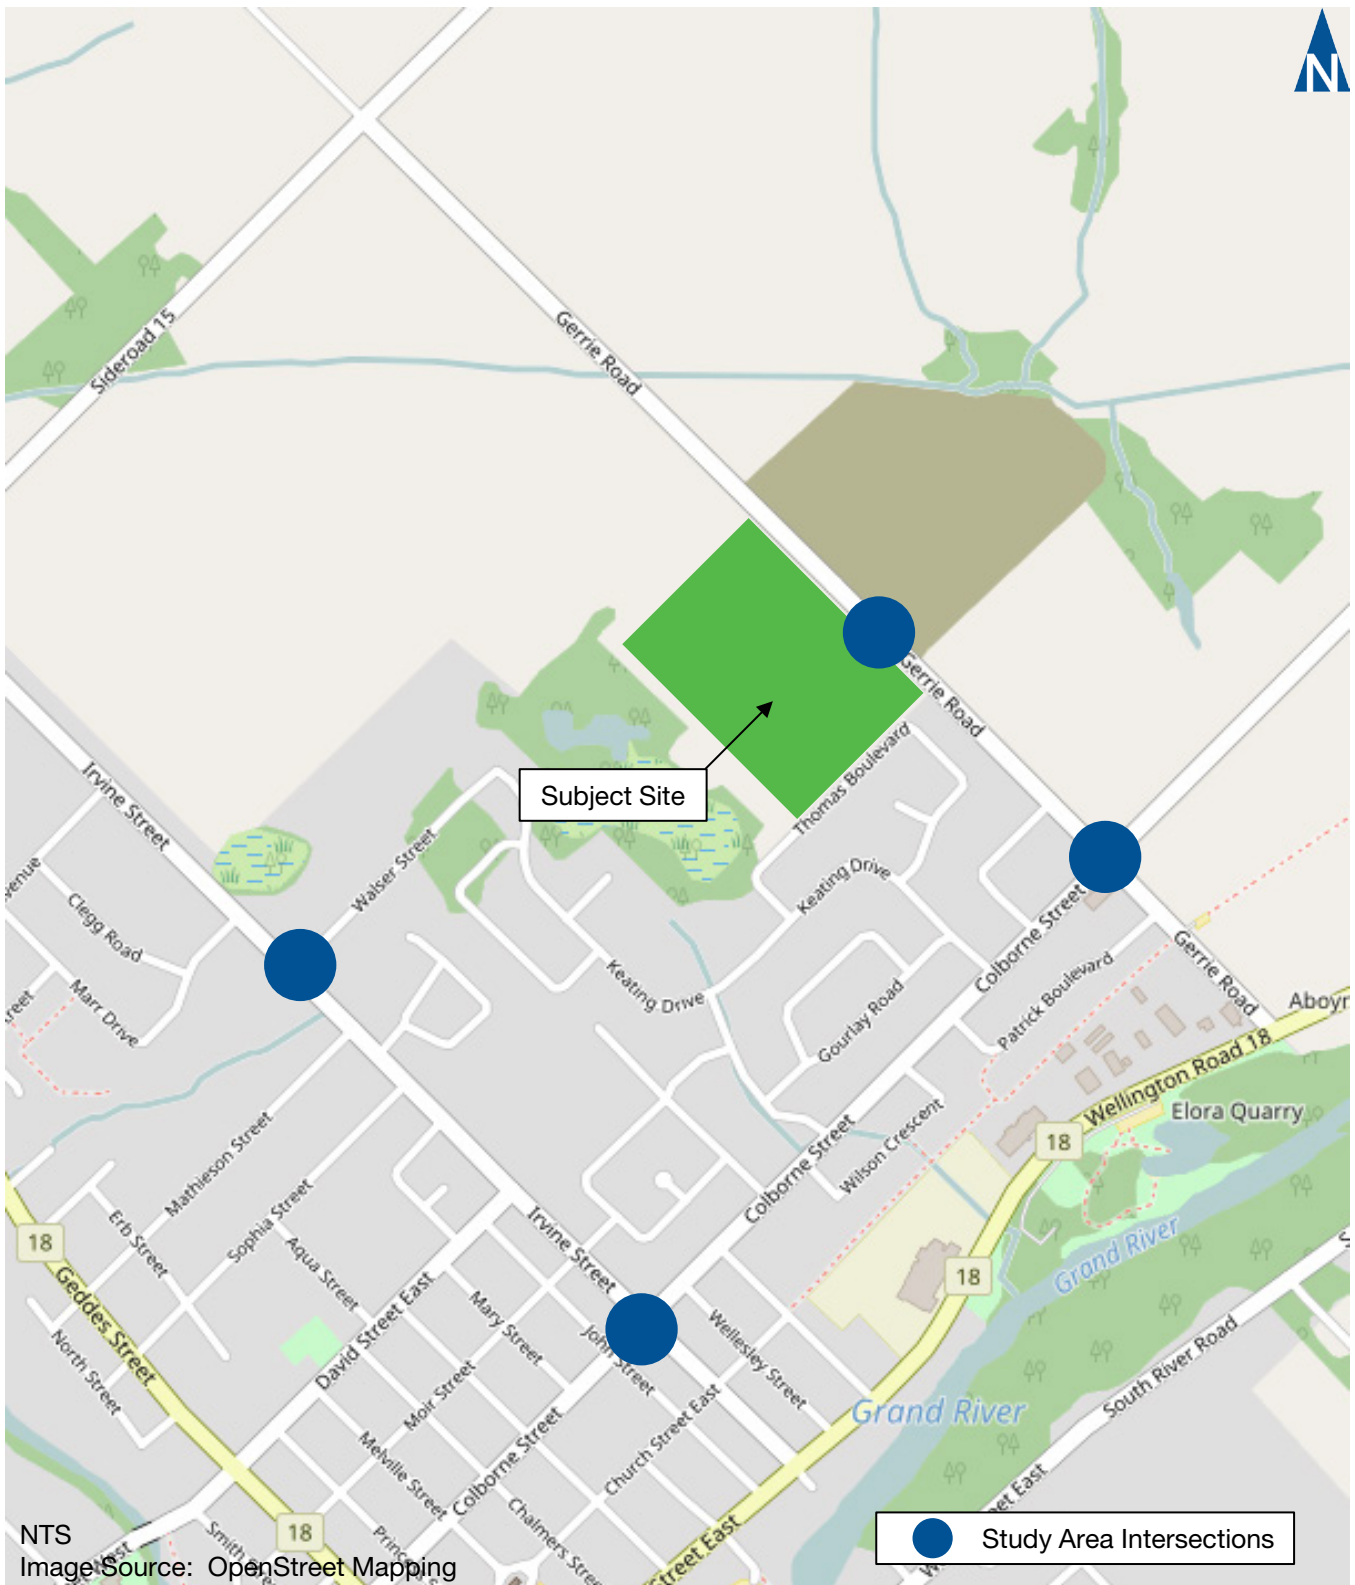 N
Sideroad 15
Gerrie Road
Gerrie Road
Subject Site
Thomas Boulevard
Irvine Street
Walser Street
Keating Drive
Clegg Road
Colborne Street
Gerrie Road
Marr Drive
Keating Drive
Patrick Boulevard
Gourlay Road
Wellington Road 18
Elora Quarry
18
Mathieson Street
Wilson Crescent
Colborne Street
Sophia Street
Erb Street
Irvine Street
18
Aqua Street
Grand River
18
Geddes Street
David Street East
Mary Street
John Street
Wellesley Street
North Street
Moir Street
South River Road
Grand River
Church Street East
Melville Street
Colborne Street
Chalmers Street
18
Street East
NTS
Study Area Intersections
Image Source: OpenStreet Mapping